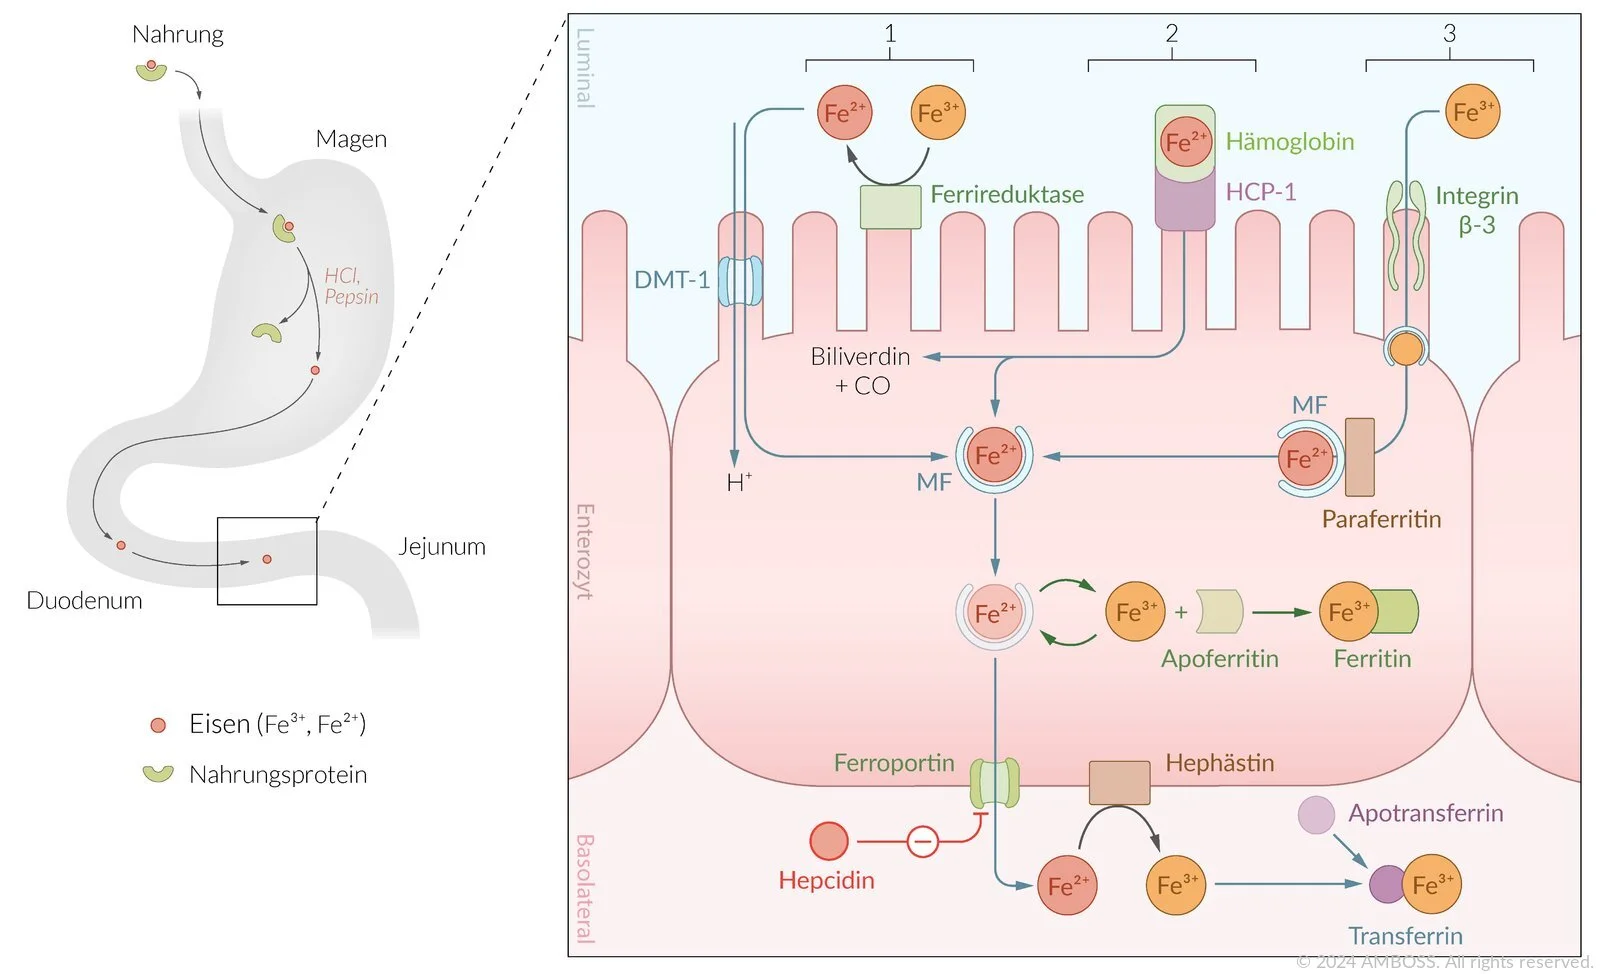 Nahrung
Magen
HCl,
Pepsin
Jejunum
Duodenum
Eisen (Fe³⁺, Fe²⁺)
Nahrungsprotein
Luminal
1
2
3
Fe²⁺
Fe³⁺
Fe²⁺
Fe³⁺
Hämoglobin
HCP-1
Ferrireduktase
Integrin
β-3
DMT-1
Biliverdin
+ CO
MF
Fe²⁺
MF
Fe²⁺
H⁺
Paraferritin
Enterozyt
Fe²⁺
Fe³⁺
+
Fe³⁺
Apoferritin
Ferritin
Ferroportin
Hephästin
Basolateral
Hepcidin
Apotransferrin
Fe²⁺
Fe³⁺
Fe³⁺
Transferrin
© 2024 AMBOSS. All rights reserved.